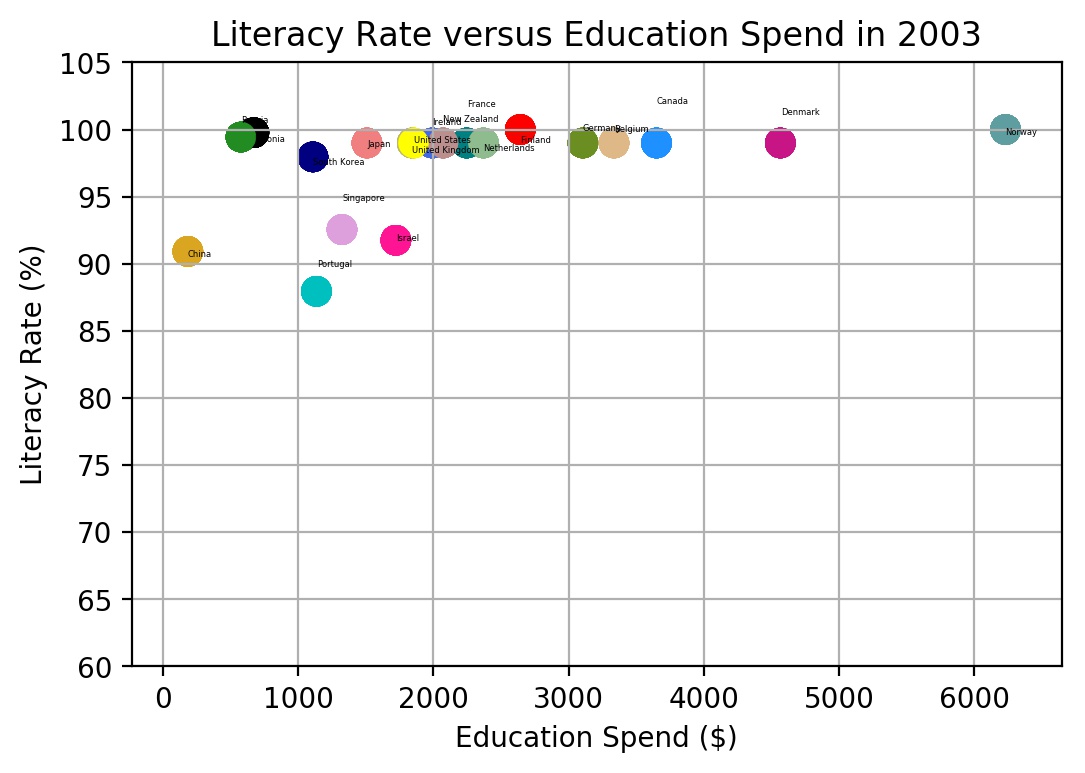 Literacy Rate versus Education Spend in 2003
Literacy Rate (%)
105
100
95
90
85
80
75
70
65
60
France
Canada
Denmark
New Zealand
Ireland
Germany
Belgium
Norway
United States
Finland
Japan
Netherlands
United Kingdom
South Korea
Singapore
Israel
China
Portugal
0
1000
2000
3000
4000
5000
6000
Education Spend ($)